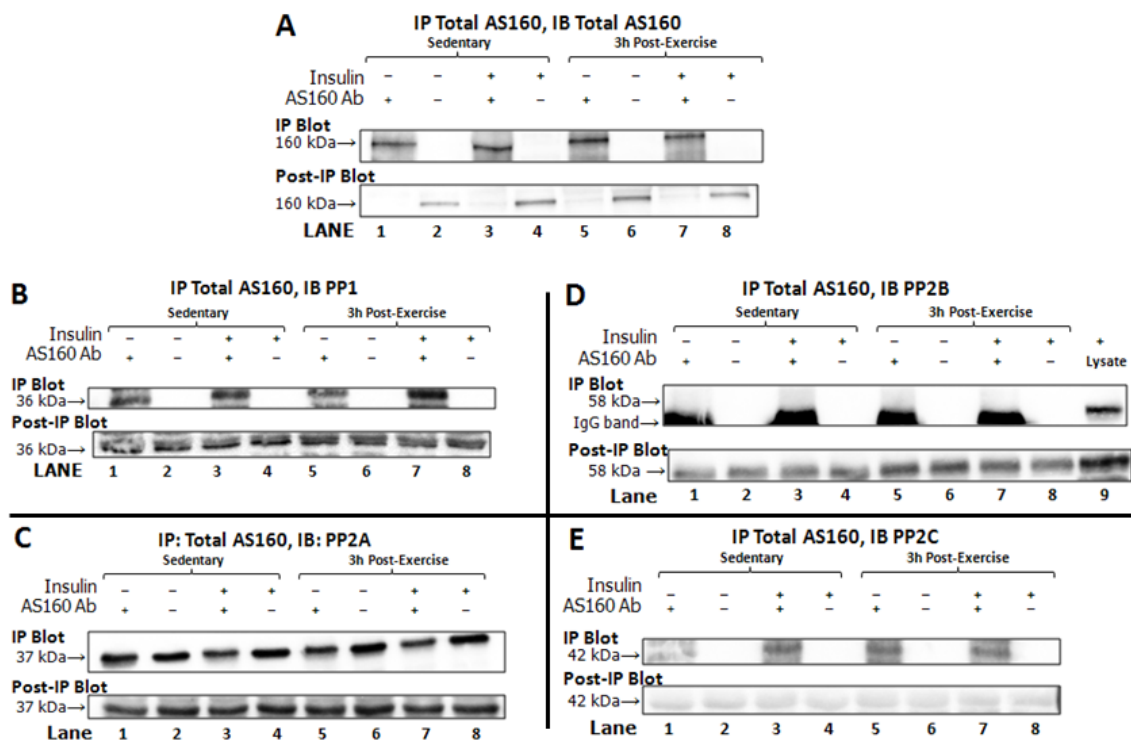 A
IP Total AS160, IB Total AS160
Sedentary 3h Post-Exercise
Insulin – – + + – – + +
AS160 Ab + – + – + – + –
IP Blot
160 kDa→
Post-IP Blot
160 kDa→
LANE 1 2 3 4 5 6 7 8
B
IP Total AS160, IB PP1
Sedentary 3h Post-Exercise
Insulin – – + + – – + +
AS160 Ab + – + – + – + –
IP Blot
36 kDa→
Post-IP Blot
36 kDa→
LANE 1 2 3 4 5 6 7 8
D
IP Total AS160, IB PP2B
Sedentary 3h Post-Exercise
Insulin – – + + – – + + +
AS160 Ab + – + – + – + – Lysate
IP Blot
58 kDa→
IgG band→
Post-IP Blot
58 kDa →
Lane 1 2 3 4 5 6 7 8 9
C
IP: Total AS160, IB: PP2A
Sedentary 3h Post-Exercise
Insulin – – + + – – + +
AS160 Ab + – + – + – + –
IP Blot
37 kDa→
Post-IP Blot
37 kDa→
Lane 1 2 3 4 5 6 7 8
E
IP Total AS160, IB PP2C
Sedentary 3h Post-Exercise
Insulin – – + + – – + +
AS160 Ab + – + – + – + –
IP Blot
42 kDa→
Post-IP Blot
42 kDa→
Lane 1 2 3 4 5 6 7 8